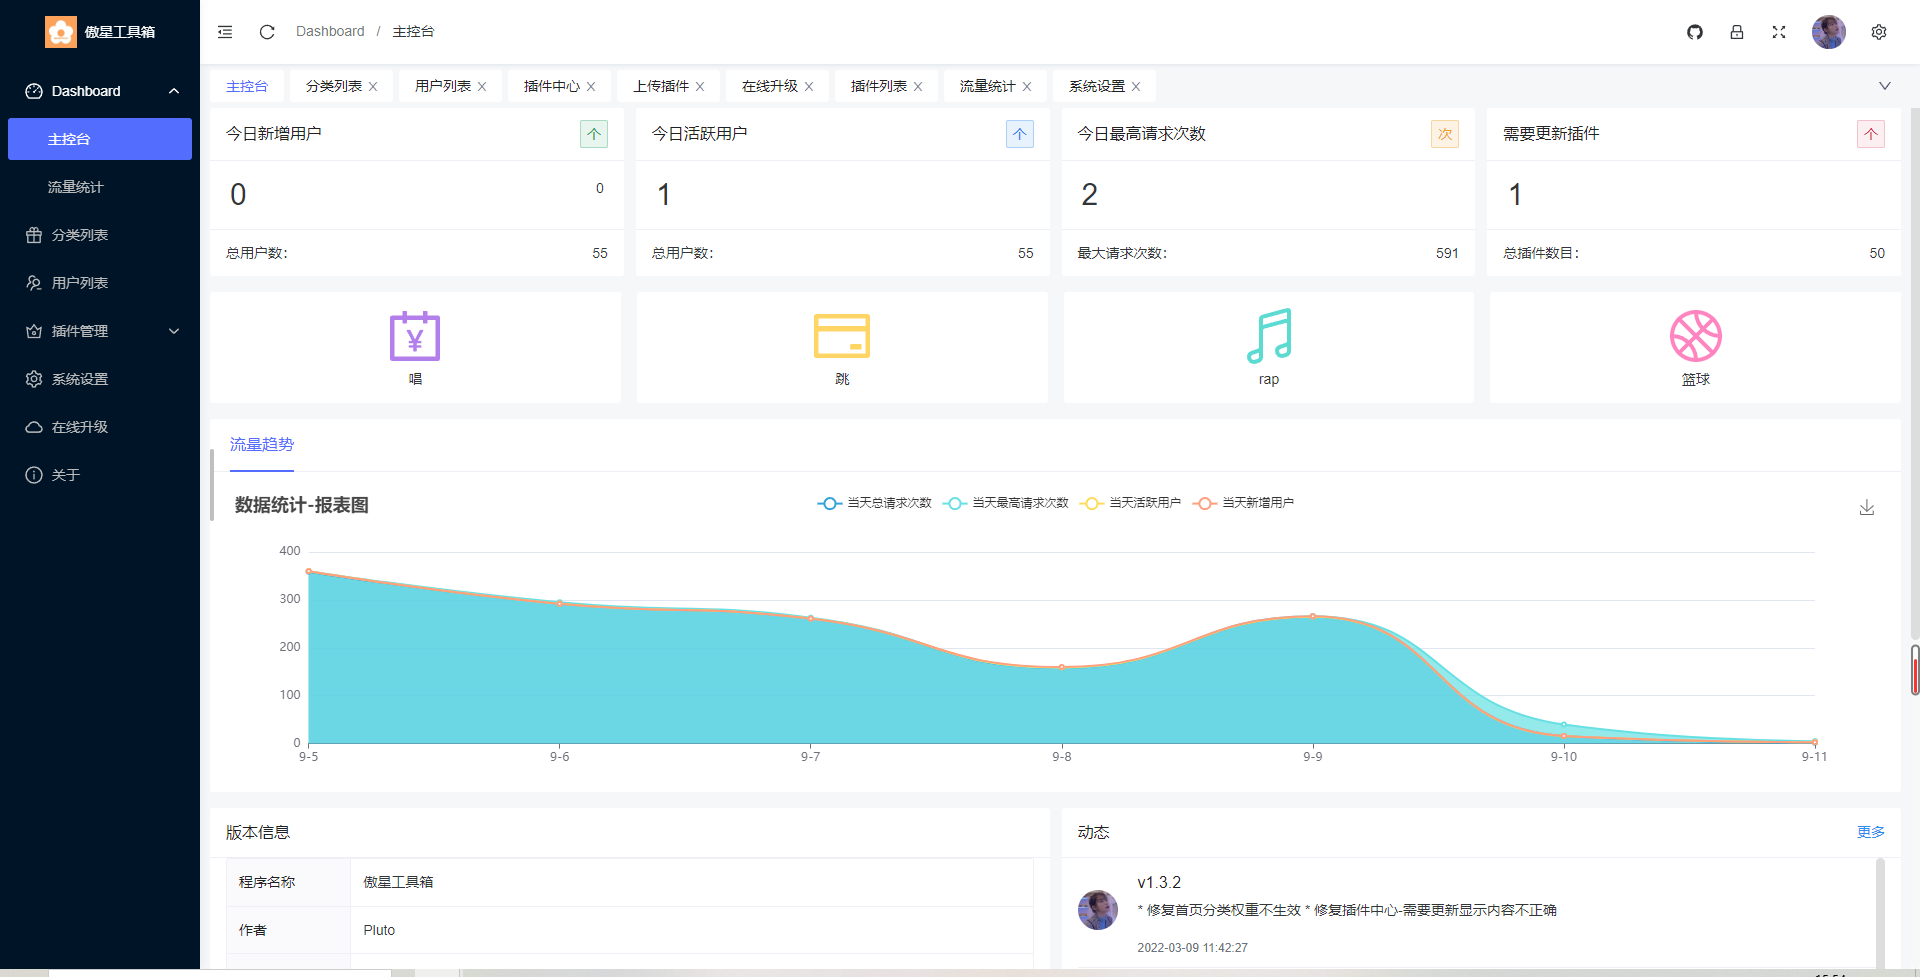 傲星工具箱
Dashboard / 主控台
Dashboard
主控台
流量统计
分类列表
用户列表
插件管理
系统设置
在线升级
关于
主控台 分类列表 用户列表 插件中心 上传插件 在线升级 插件列表 流量统计 系统设置
今日新增用户 个
0 0
总用户数: 55
今日活跃用户 个
1
总用户数: 55
今日最高请求次数 次
2
最大请求次数: 591
需要更新插件 个
1
总插件数目: 50
唱
跳
rap
篮球
流量趋势
数据统计-报表图
当天总请求次数 当天最高请求次数 当天活跃用户 当天新增用户
400
300
200
100
0
9-5 9-6 9-7 9-8 9-9 9-10 9-11
版本信息
程序名称 傲星工具箱
作者 Pluto
动态 更多
v1.3.2
* 修复首页分类权重不生效 * 修复插件中心-需要更新显示内容不正确
2022-03-09 11:42:27